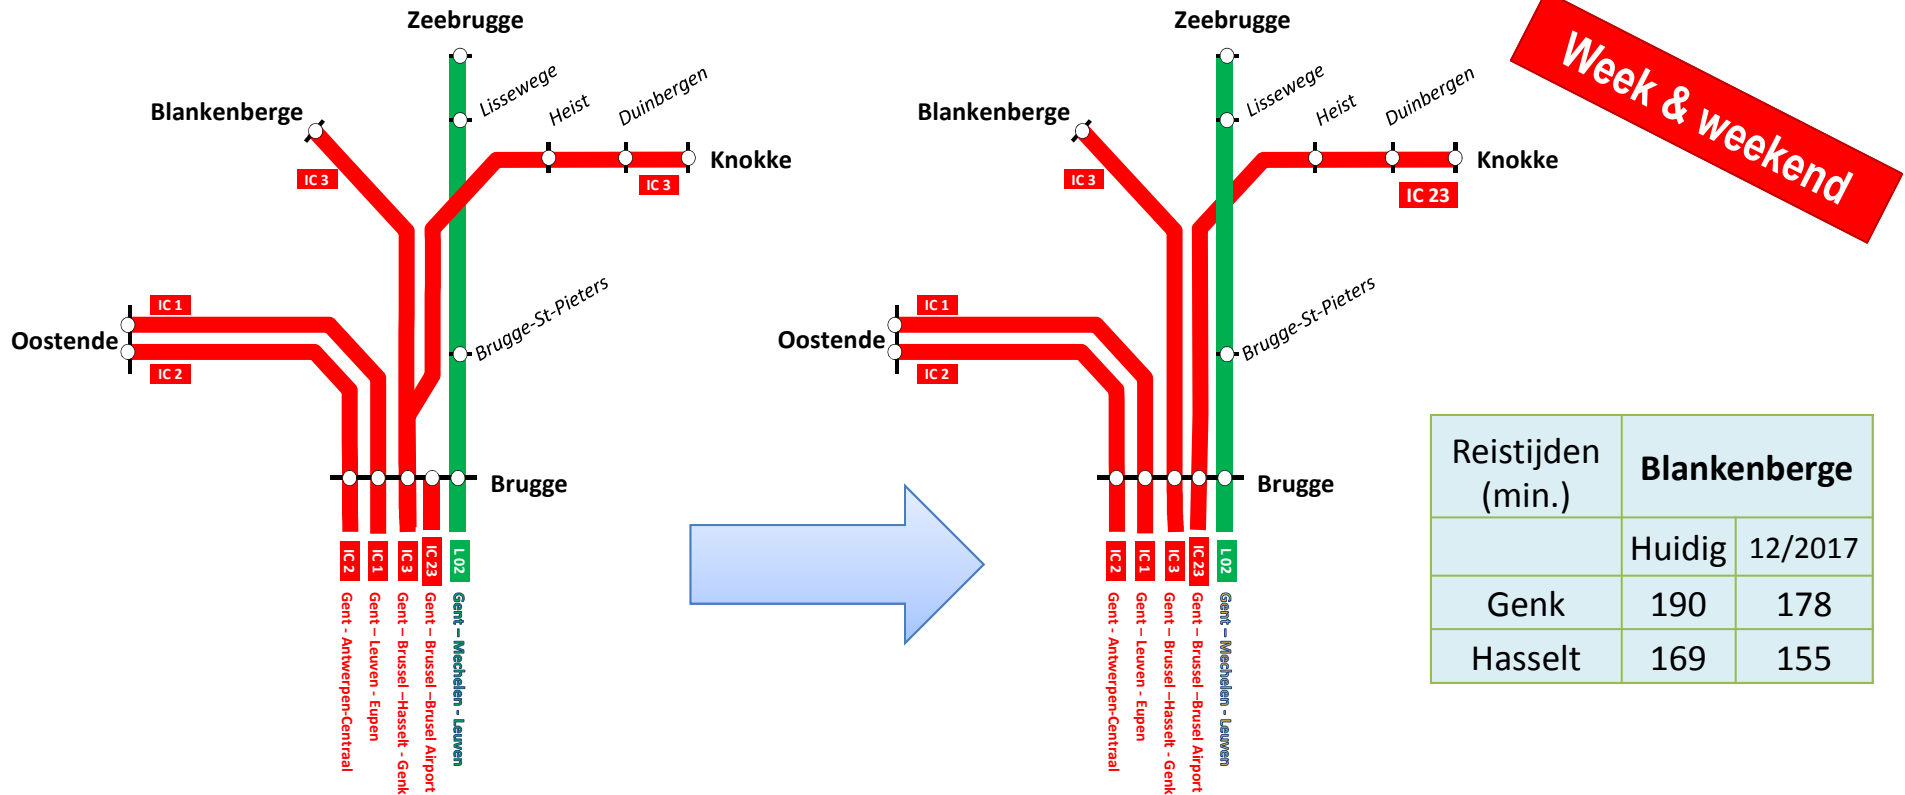 Zeebrugge
Lissewege
Heist
Duinbergen
Blankenberge
Knokke
IC 3
IC 3
Brugge-St-Pieters
IC 1
Oostende
IC 2
Brugge
IC 2
IC 1
IC 3
IC 23
L 02
Gent - Antwerpen-Centraal
Gent – Leuven - Eupen
Gent – Brussel –Hasselt - Genk
Gent – Brussel –Brusel Airport
Gent – Mechelen - Leuven
Zeebrugge
Lissewege
Heist
Duinbergen
Blankenberge
Knokke
IC 3
IC 23
Brugge-St-Pieters
IC 1
Oostende
IC 2
Brugge
IC 2
IC 1
IC 3
IC 23
L 02
Gent - Antwerpen-Centraal
Gent – Leuven - Eupen
Gent – Brussel –Hasselt - Genk
Gent – Brussel –Brusel Airport
Gent – Mechelen - Leuven
Week & weekend
Reistijden
(min.)
Blankenberge
Huidig 12/2017
Genk 190 178
Hasselt 169 155